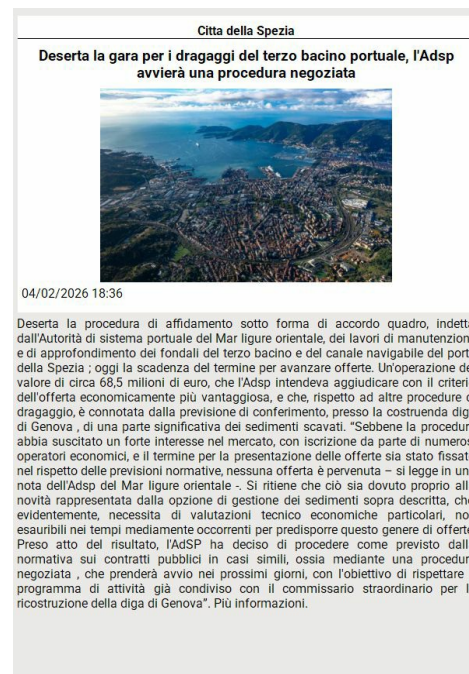 Citta della Spezia
Deserta la gara per i dragaggi del terzo bacino portuale, l'Adsp
avvierà una procedura negoziata
04/02/2026 18:36
Deserta la procedura di affidamento sotto forma di accordo quadro, indetta
dall'Autorità di sistema portuale del Mar ligure orientale, dei lavori di manutenzion
e di approfondimento dei fondali del terzo bacino e del canale navigabile del port
della Spezia ; oggi la scadenza del termine per avanzare offerte. Un'operazione de
valore di circa 68,5 milioni di euro, che l'Adsp intendeva aggiudicare con il criteri
dell'offerta economicamente più vantaggiosa, e che, rispetto ad altre procedure d
dragaggio, è connotata dalla previsione di conferimento, presso la costruenda dig
di Genova , di una parte significativa dei sedimenti scavati. “Sebbene la procedur
abbia suscitato un forte interesse nel mercato, con iscrizione da parte di numeros
operatori economici, e il termine per la presentazione delle offerte sia stato fissat
nel rispetto delle previsioni normative, nessuna offerta è pervenuta – si legge in un
nota dell'Adsp del Mar ligure orientale -. Si ritiene che ciò sia dovuto proprio all
novità rappresentata dalla opzione di gestione dei sedimenti sopra descritta, che
evidentemente, necessita di valutazioni tecnico economiche particolari, no
esauribili nei tempi mediamente occorrenti per predisporre questo genere di offerte
Preso atto del risultato, l'AdSP ha deciso di procedere come previsto dall
normativa sui contratti pubblici in casi simili, ossia mediante una procedur
negoziata , che prenderà avvio nei prossimi giorni, con l'obiettivo di rispettare
programma di attività già condiviso con il commissario straordinario per l
ricostruzione della diga di Genova”. Più informazioni.